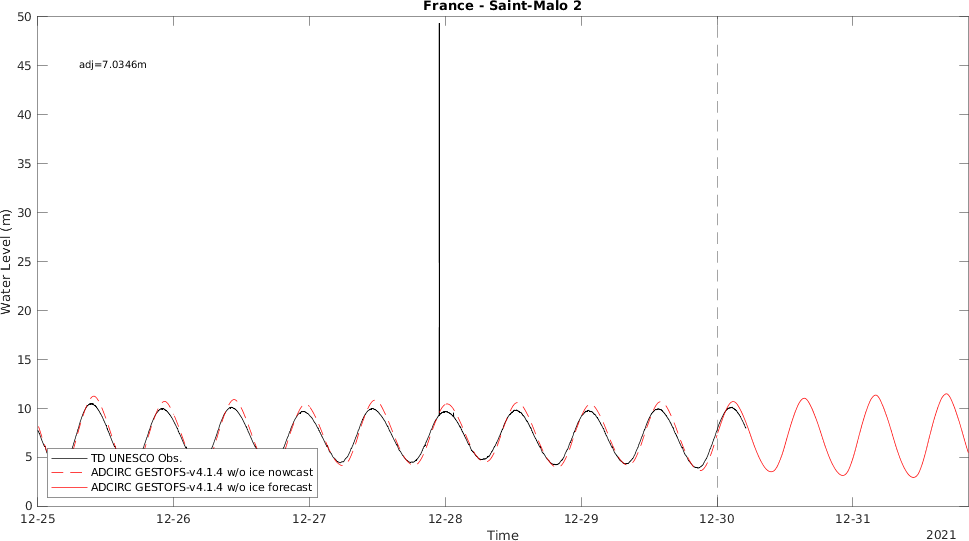 France - Saint-Malo 2
50
45
40
35
30
25
20
15
10
5
0
Water Level (m)
adj=7.0346m
TD UNESCO Obs.
ADCIRC GESTOFS-v4.1.4 w/o ice nowcast
ADCIRC GESTOFS-v4.1.4 w/o ice forecast
12-25 12-26 12-27 12-28 12-29 12-30 12-31
Time
2021